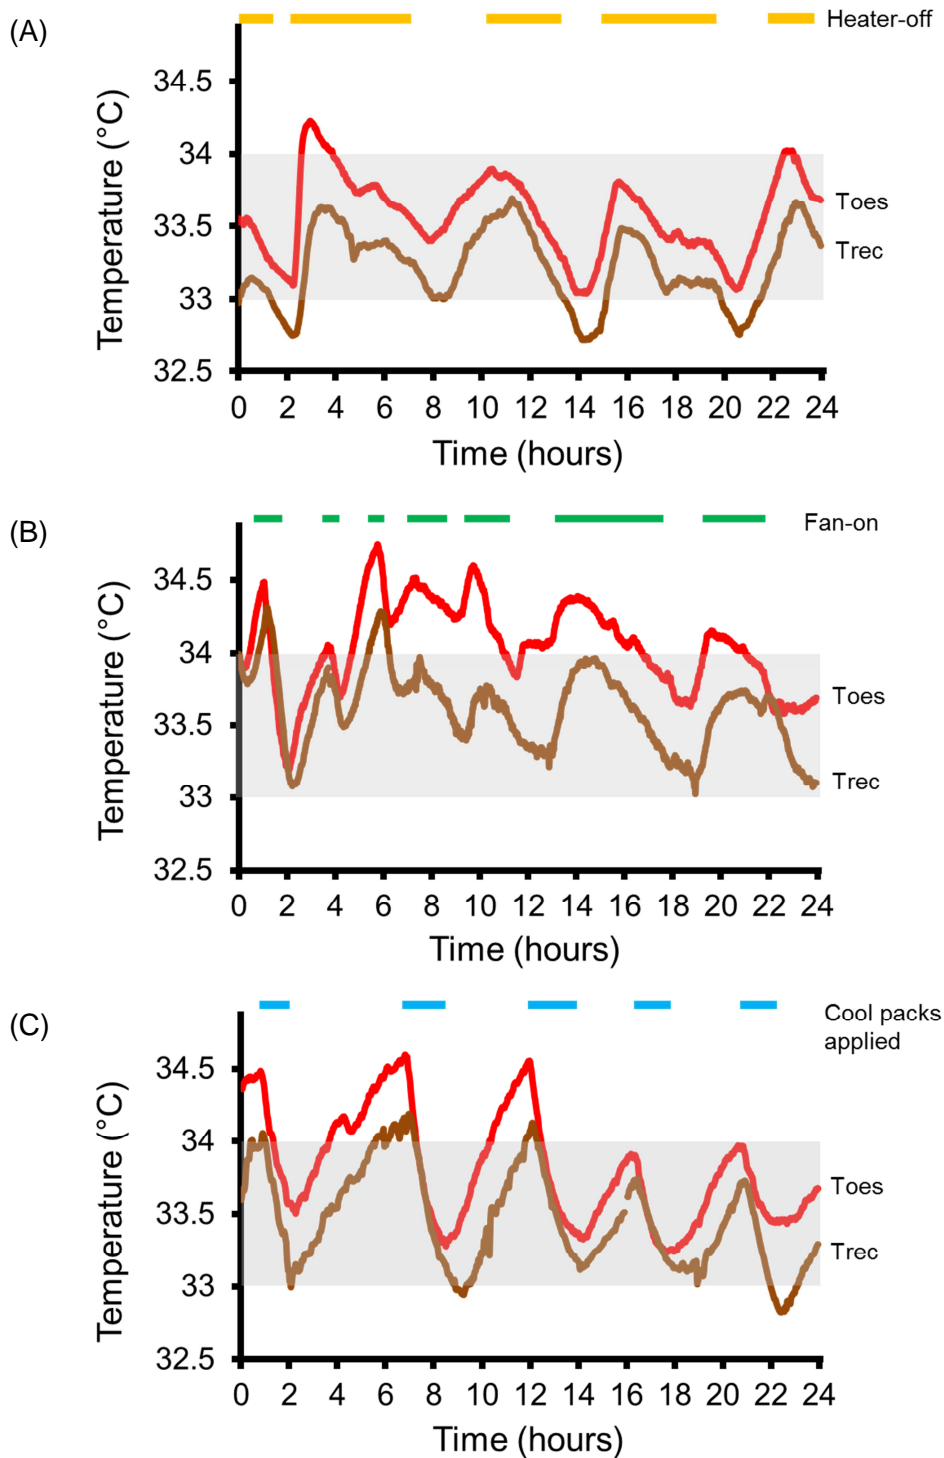 (A)
Heater-off
Temperature (°C)
34.5
34
33.5
33
32.5
Toes
Trec
0 2 4 6 8 10 12 14 16 18 20 22 24
Time (hours)
(B)
Fan-on
Temperature (°C)
34.5
34
33.5
33
32.5
Toes
Trec
0 2 4 6 8 10 12 14 16 18 20 22 24
Time (hours)
(C)
Cool packs
applied
Temperature (°C)
34.5
34
33.5
33
32.5
Toes
Trec
0 2 4 6 8 10 12 14 16 18 20 22 24
Time (hours)